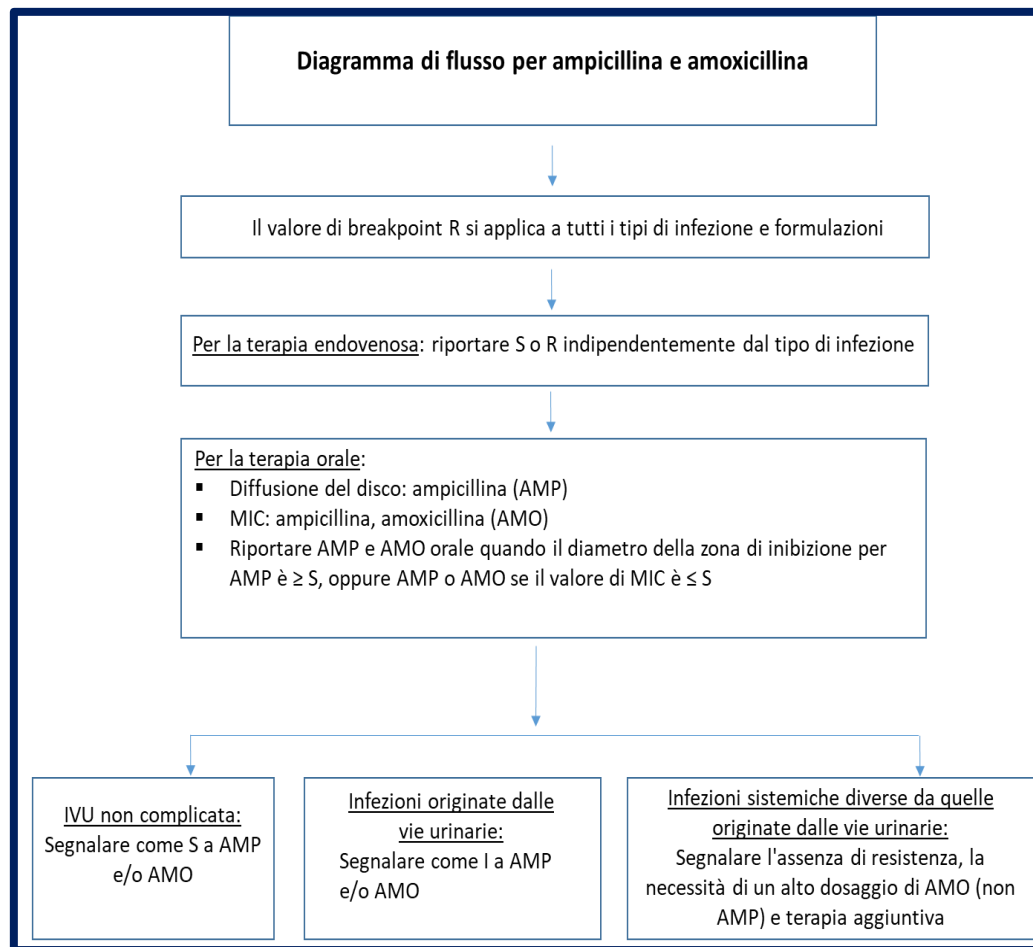 Diagramma di flusso per ampicillina e amoxicillina
Il valore di breakpoint R si applica a tutti i tipi di infezione e formulazioni
Per la terapia endovenosa: riportare S o R indipendentemente dal tipo di infezione
Per la terapia orale:
▪ Diffusione del disco: ampicillina (AMP)
▪ MIC: ampicillina, amoxicillina (AMO)
▪ Riportare AMP e AMO orale quando il diametro della zona di inibizione per
AMP è ≥ S, oppure AMP o AMO se il valore di MIC è ≤ S
IVU non complicata:
Segnalare come S a AMP
e/o AMO
Infezioni originate dalle
vie urinarie:
Segnalare come I a AMP
e/o AMO
Infezioni sistemiche diverse da quelle
originate dalle vie urinarie:
Segnalare l'assenza di resistenza, la
necessità di un alto dosaggio di AMO (non
AMP) e terapia aggiuntiva